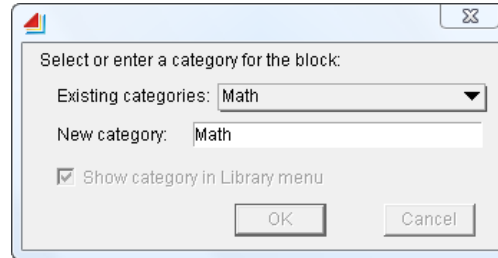 Select or enter a category for the block:
Existing categories: Math
New category: Math
Show category in Library menu
OK Cancel